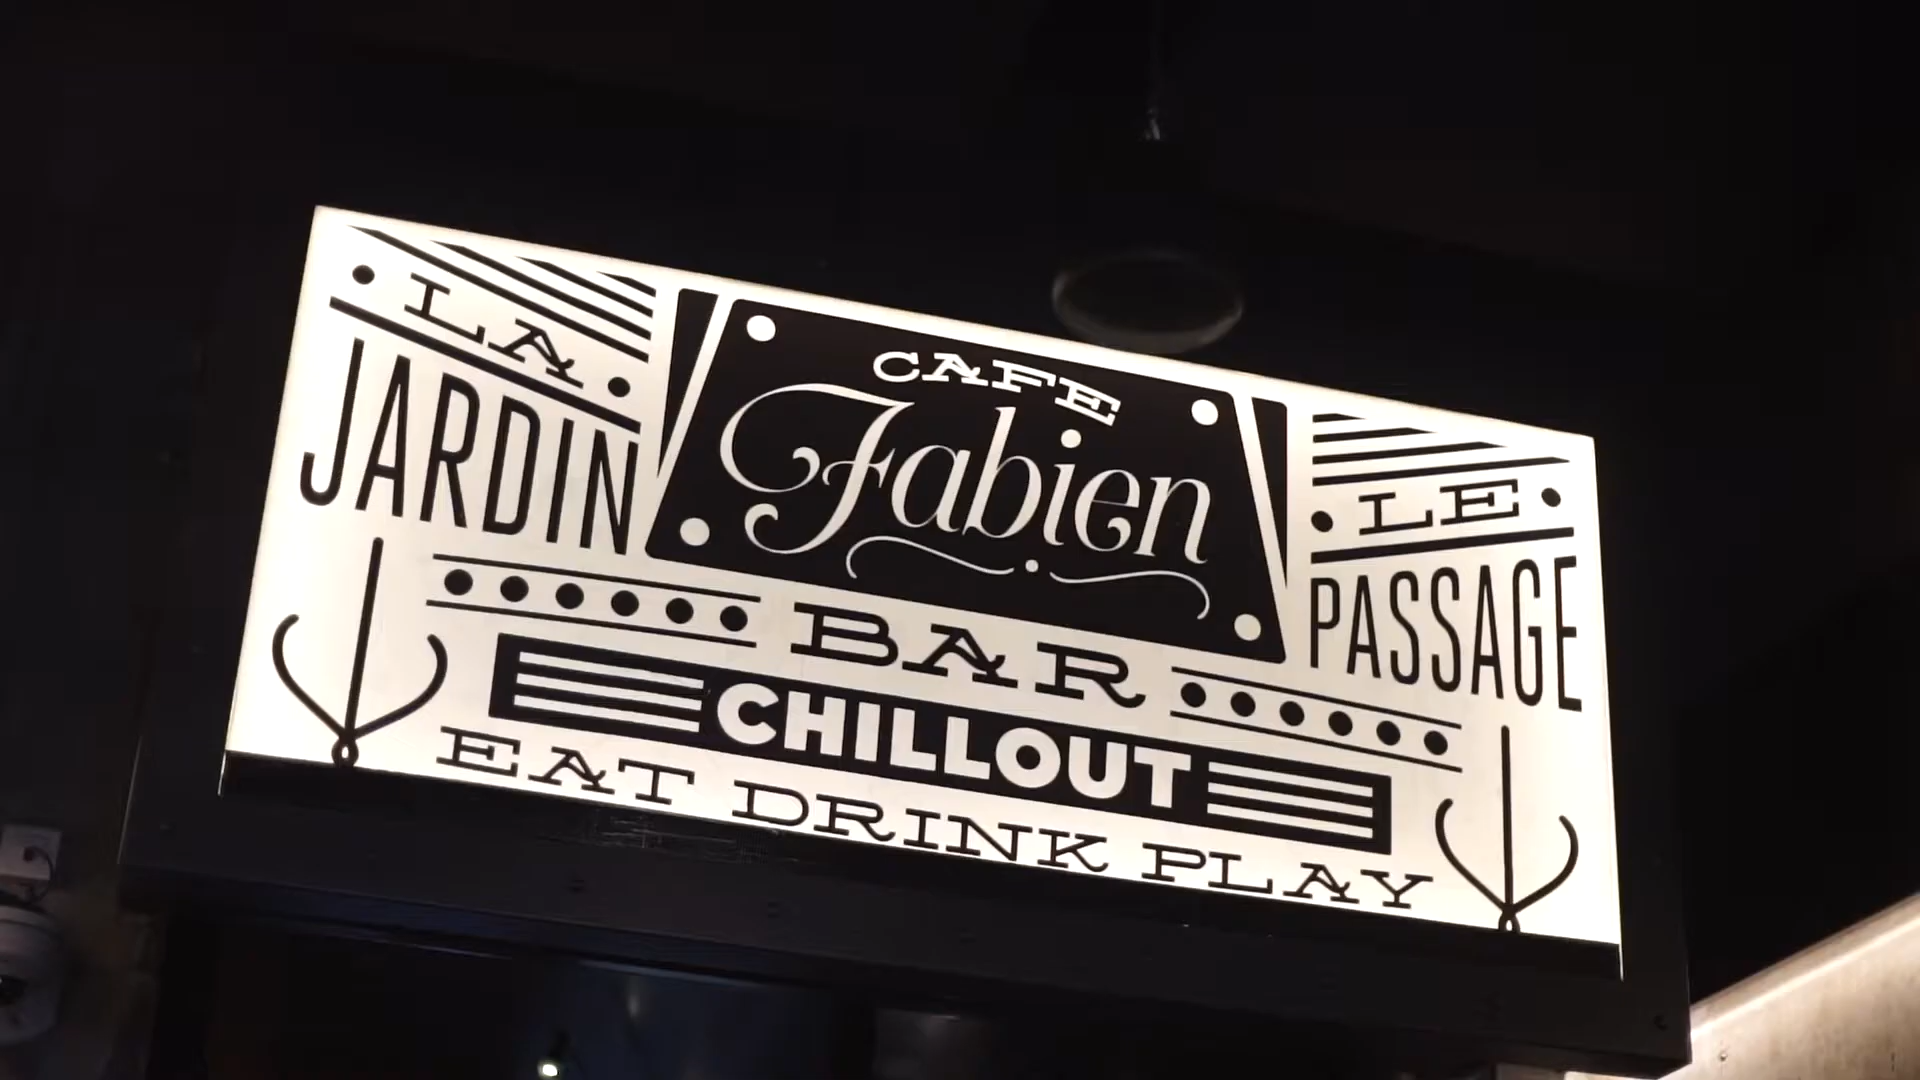 LA
JARDIN
CAFE
Fabien
LE
PASSAGE
BAR
CHILLOUT
EAT DRINK PLAY